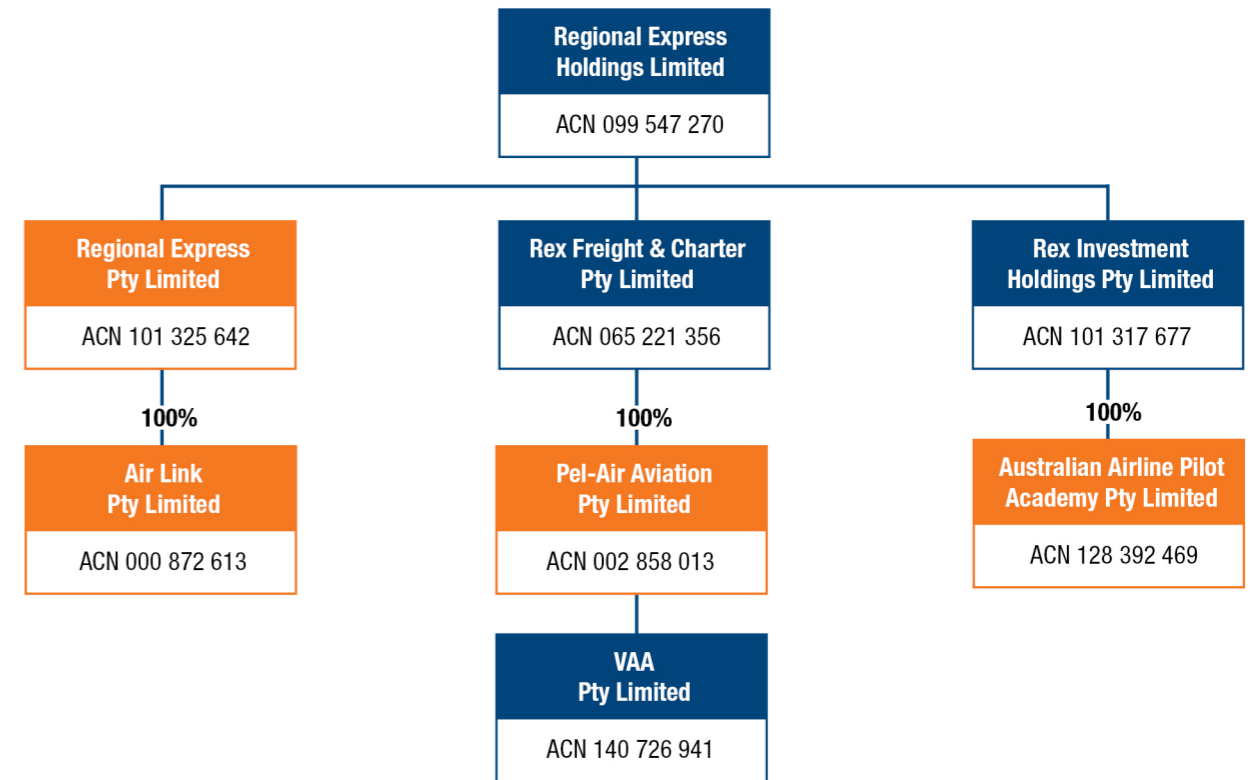 Regional Express
Holdings Limited
ACN 099 547 270
Regional Express
Pty Limited
ACN 101 325 642
Rex Freight & Charter
Pty Limited
ACN 065 221 356
Rex Investment
Holdings Pty Limited
ACN 101 317 677
100%
100%
100%
Air Link
Pty Limited
ACN 000 872 613
Pel-Air Aviation
Pty Limited
ACN 002 858 013
Australian Airline Pilot
Academy Pty Limited
ACN 128 392 469
VAA
Pty Limited
ACN 140 726 941